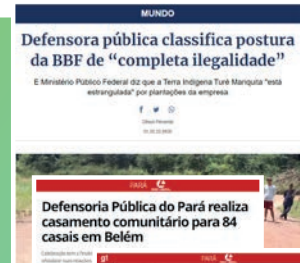 MUNDO
Defensora pública classifica postura
da BBF de “completa ilegalidade”
E Ministério Público Federal diz que a Terra Indígena Turé Mariquita "está
estrangulada" por plantações da empresa
PARÁ
Defensoria Pública do Pará realiza
casamento comunitário para 84
casais em Belém
g1
PARÁ